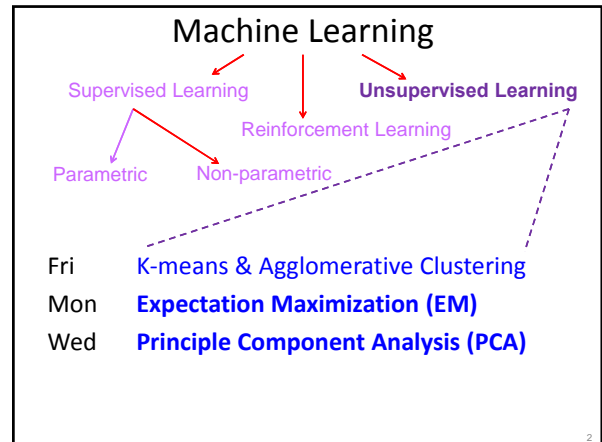 Machine Learning
Supervised Learning Unsupervised Learning
Reinforcement Learning
Parametric Non-parametric
Fri K-means & Agglomerative Clustering
Mon Expectation Maximization (EM)
Wed Principle Component Analysis (PCA)
2